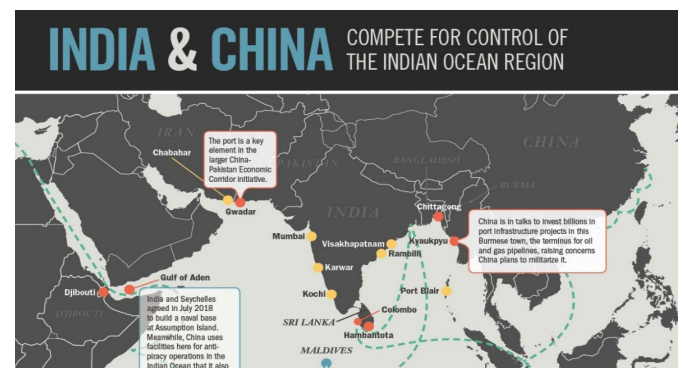 INDIA & CHINA
COMPETE FOR CONTROL OF
THE INDIAN OCEAN REGION
IRAN
CHINA
The port is a key
element in the
larger China-
Pakistan Economic
Corridor initiative.
Chabahar
PAKISTAN
BANGLADESH
BURMA
Gwadar
INDIA
Chittagong
China is in talks to invest billions in
port infrastructure projects in this
Burmese town, the terminus for oil
and gas pipelines, raising concerns
China plans to militarize it.
Mumbai
Visakhapatnam
Kyaukpyu
Rambilli
Karwar
Gulf of Aden
Djibouti
Kochi
Port Blair
India and Seychelles
agreed in July 2018
to build a naval base
at Assumption Island.
Meanwhile, China uses
facilities here for anti-
piracy operations in the
Indian Ocean that it also
DJIBOUTI
Colombo
SRI LANKA
Hambantota
MALDIVES